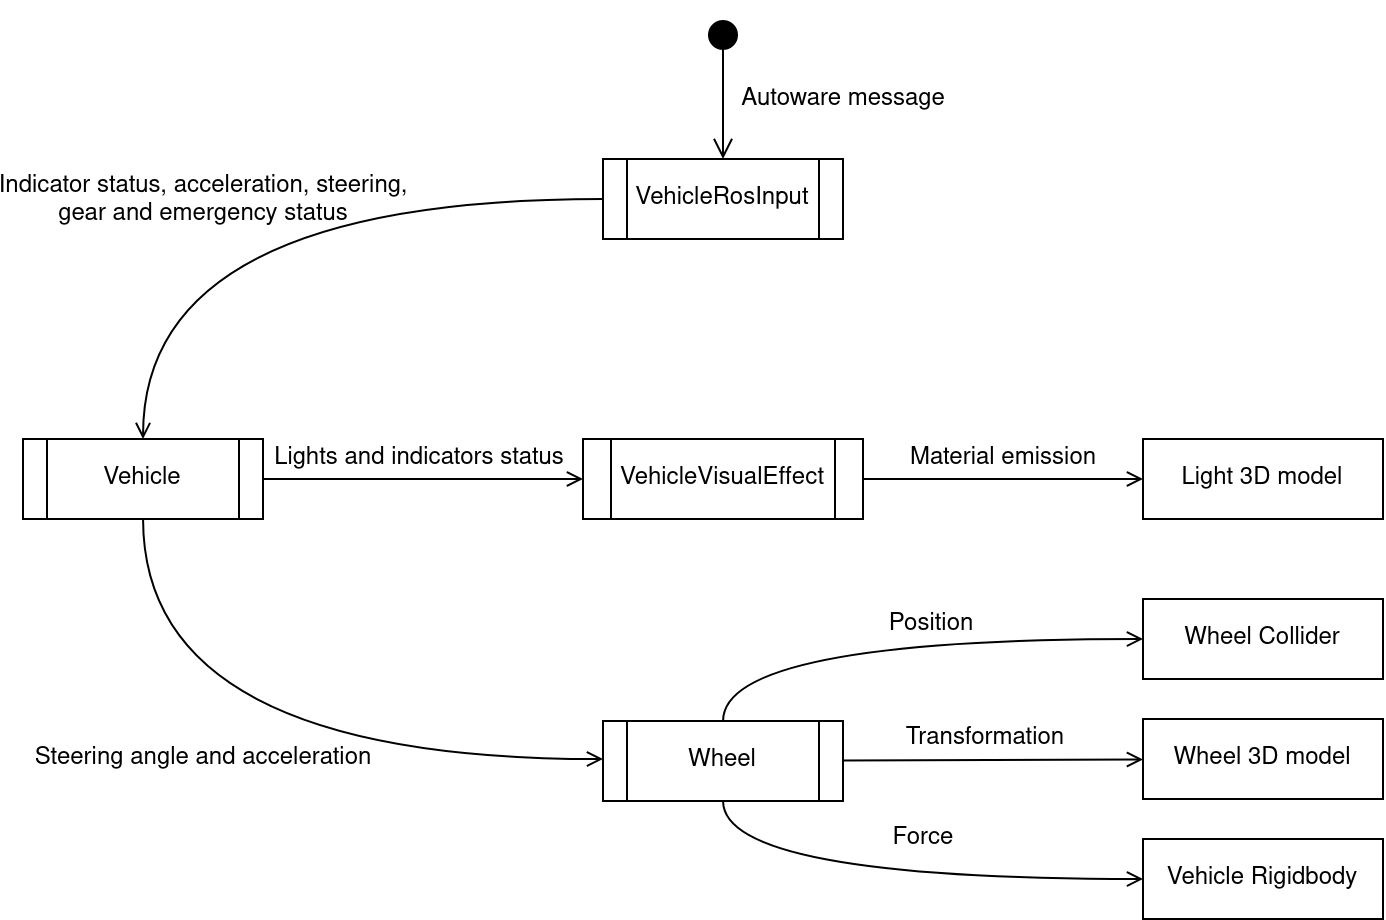 Autoware message
Indicator status, acceleration, steering,
gear and emergency status
VehicleRosInput
Vehicle
Lights and indicators status
VehicleVisualEffect
Material emission
Light 3D model
Position
Wheel Collider
Steering angle and acceleration
Wheel
Transformation
Wheel 3D model
Force
Vehicle Rigidbody